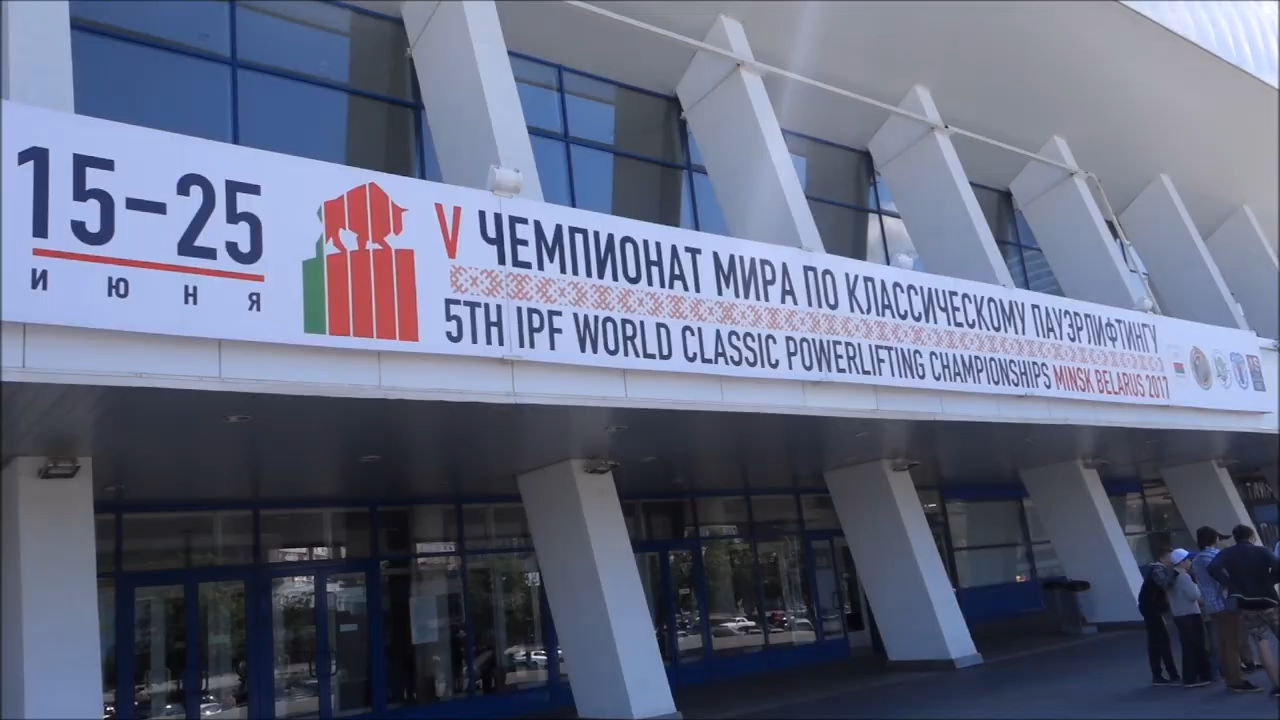 15-25
ИЮНЯ
V ЧЕМПИОНАТ МИРА ПО КЛАССИЧЕСКОМУ ПАУЭРЛИФТИНГУ
5TH IPF WORLD CLASSIC POWERLIFTING CHAMPIONSHIPS MINSK BELARUS 2017